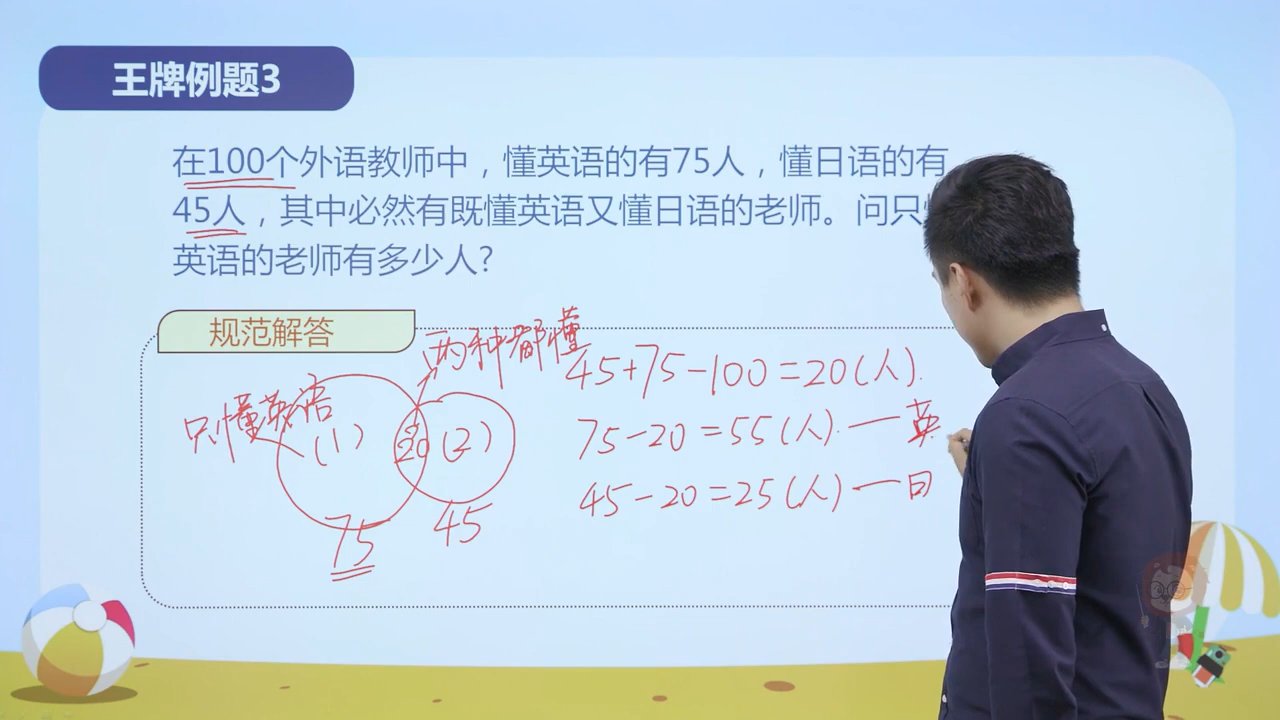 王牌例题3
在100个外语教师中，懂英语的有75人，懂日语的有
45人，其中必然有既懂英语又懂日语的老师。问只
英语的老师有多少人?
规范解答
两种都懂
只懂英语
(1)
20
(2)
75
45
45+75-100=20(人).
75-20=55(人).—英
45-20=25(人)—日